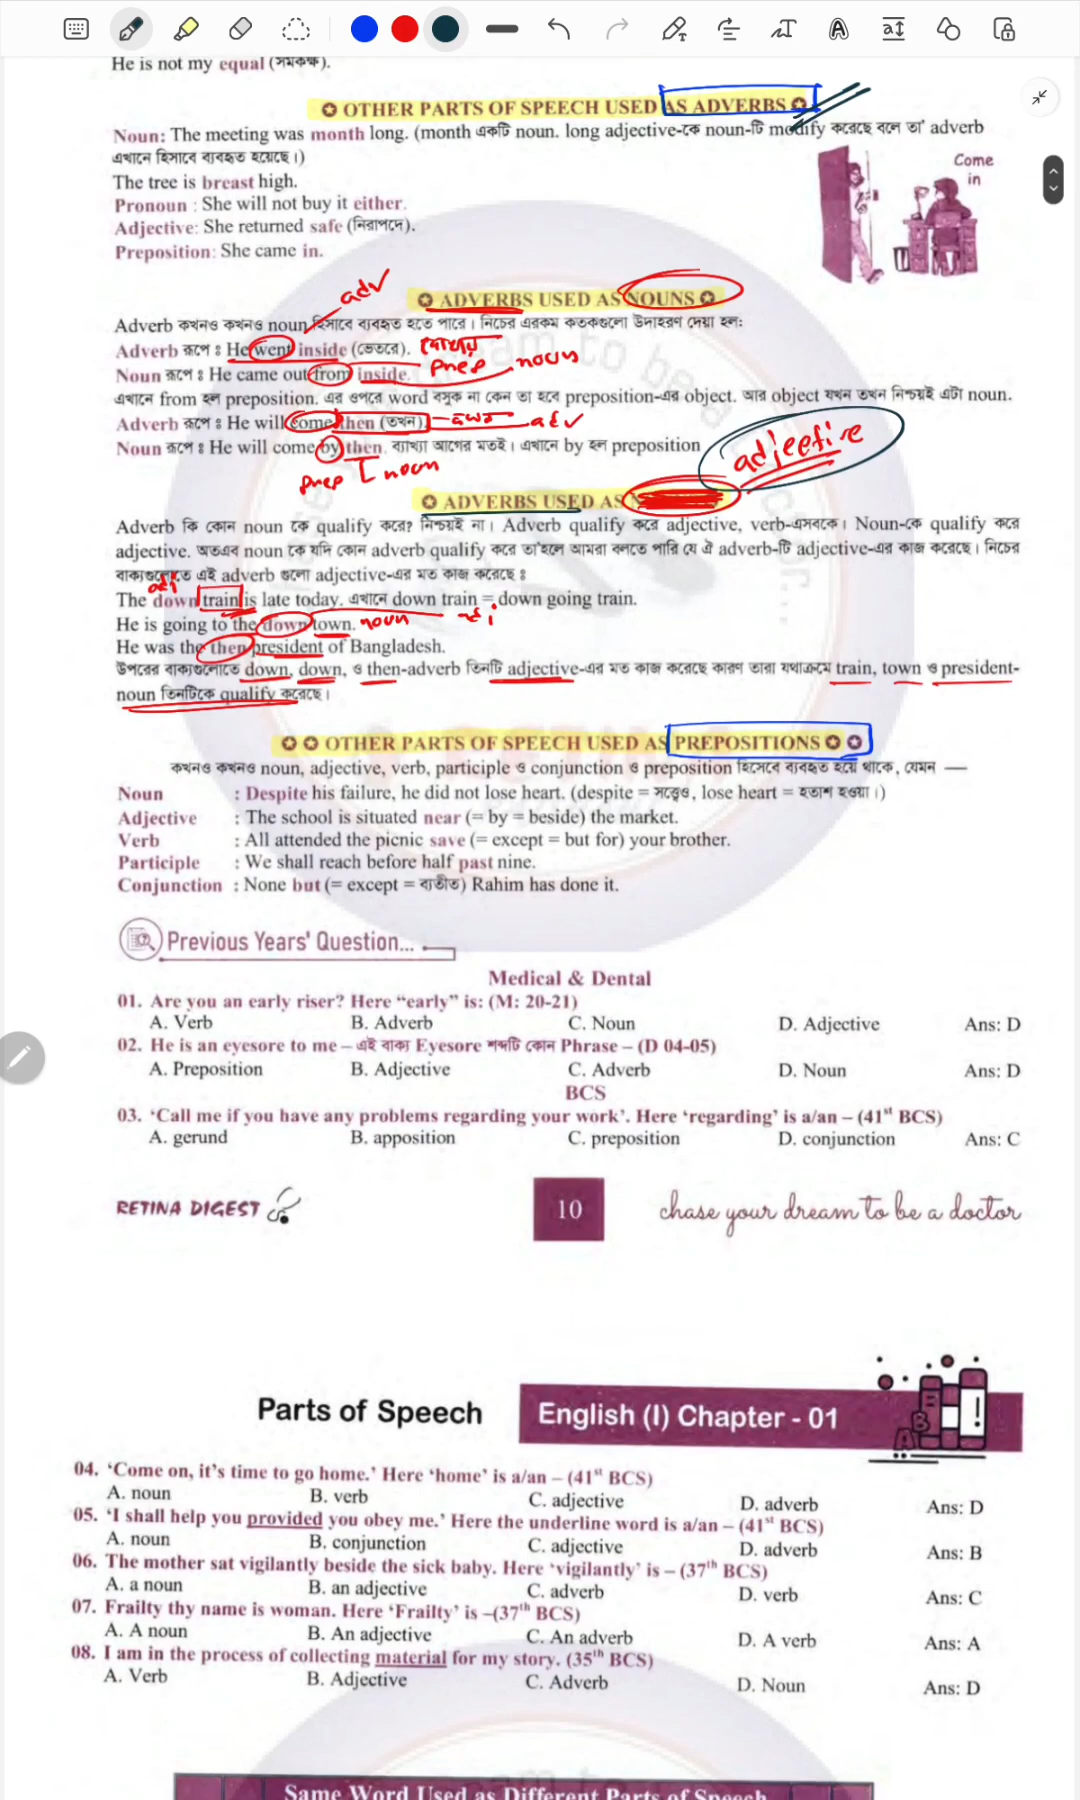 He is not my equal (সমকক্ষ).
✪ OTHER PARTS OF SPEECH USED AS ADVERBS ✪
Noun: The meeting was month long. (month একটি noun. long adjective-কে noun-টি modify করেছে বলে তা' adverb
এখানে হিসাবে ব্যবহৃত হয়েছে।)
The tree is breast high.
Come
in
Pronoun : She will not buy it either.
Adjective: She returned safe (নিরাপদে).
Preposition: She came in.
adv
✪ ADVERBS USED AS NOUNS ✪
Adverb কখনও কখনও noun হিসাবে ব্যবহৃত হতে পারে। নিচের এরকম কতকগুলো উদাহরণ দেয়া হল:
Adverb রূপে ঃ He went inside (ভেতরে). কোথায়
prep noun
Noun রূপে ঃ He came out from inside.
এখানে from হল preposition. এর ওপরে word বসুক না কেন তা হবে preposition-এর object. আর object যখন তখন নিশ্চয়ই এটা noun.
Adverb রূপে ঃ He will come then (তখন). adv
Noun রূপে ঃ He will come by then. ব্যাখ্যা আগের মতই। এখানে by হল preposition
adjective
prep noun
✪ ADVERBS USED AS
Adverb কি কোন noun কে qualify করে? নিশ্চয়ই না। Adverb qualify করে adjective, verb-এসবকে। Noun-কে qualify করে
adjective. অতএব noun কে যদি কোন adverb qualify করে তা'হলে আমরা বলতে পারি যে ঐ adverb-টি adjective-এর কাজ করেছে। নিচের
বাক্যগুলোতে এই adverb গুলো adjective-এর মত কাজ করেছে ঃ
adj
The down train is late today. এখানে down train = down going train.
He is going to the down town. noun adj
He was the then president of Bangladesh.
উপরের বাক্যগুলোতে down, down, ও then-adverb তিনটি adjective-এর মত কাজ করেছে কারণ তারা যথাক্রমে train, town ও president-
noun তিনটিকে qualify করেছে।
✪ ✪ OTHER PARTS OF SPEECH USED AS PREPOSITIONS ✪ ✪
কখনও কখনও noun, adjective, verb, participle ও conjunction ও preposition হিসেবে ব্যবহৃত হয়ে থাকে, যেমন —
Noun : Despite his failure, he did not lose heart. (despite = সত্ত্বেও, lose heart = হতাশ হওয়া।)
Adjective : The school is situated near (= by = beside) the market.
Verb : All attended the picnic save (= except = but for) your brother.
Participle : We shall reach before half past nine.
Conjunction : None but (= except = ব্যতীত) Rahim has done it.
Previous Years' Question...
Medical & Dental
01. Are you an early riser? Here “early” is: (M: 20-21)
A. Verb B. Adverb C. Noun D. Adjective Ans: D
02. He is an eyesore to me – এই বাক্য Eyesore শব্দটি কোন Phrase – (D 04-05)
A. Preposition B. Adjective C. Adverb D. Noun Ans: D
BCS
03. ‘Call me if you have any problems regarding your work’. Here ‘regarding’ is a/an – (41st BCS)
A. gerund B. apposition C. preposition D. conjunction Ans: C
RETINA DIGEST 10 chase your dream to be a doctor
Parts of Speech English (I) Chapter - 01
04. ‘Come on, it’s time to go home.’ Here ‘home’ is a/an – (41st BCS)
A. noun B. verb C. adjective D. adverb Ans: D
05. ‘I shall help you provided you obey me.’ Here the underline word is a/an – (41st BCS)
A. noun B. conjunction C. adjective D. adverb Ans: B
06. The mother sat vigilantly beside the sick baby. Here ‘vigilantly’ is – (37th BCS)
A. a noun B. an adjective C. adverb D. verb Ans: C
07. Frailty thy name is woman. Here ‘Frailty’ is –(37th BCS)
A. A noun B. An adjective C. An adverb D. A verb Ans: A
08. I am in the process of collecting material for my story. (35th BCS)
A. Verb B. Adjective C. Adverb D. Noun Ans: D
Same Word Used as Different Parts of Speech